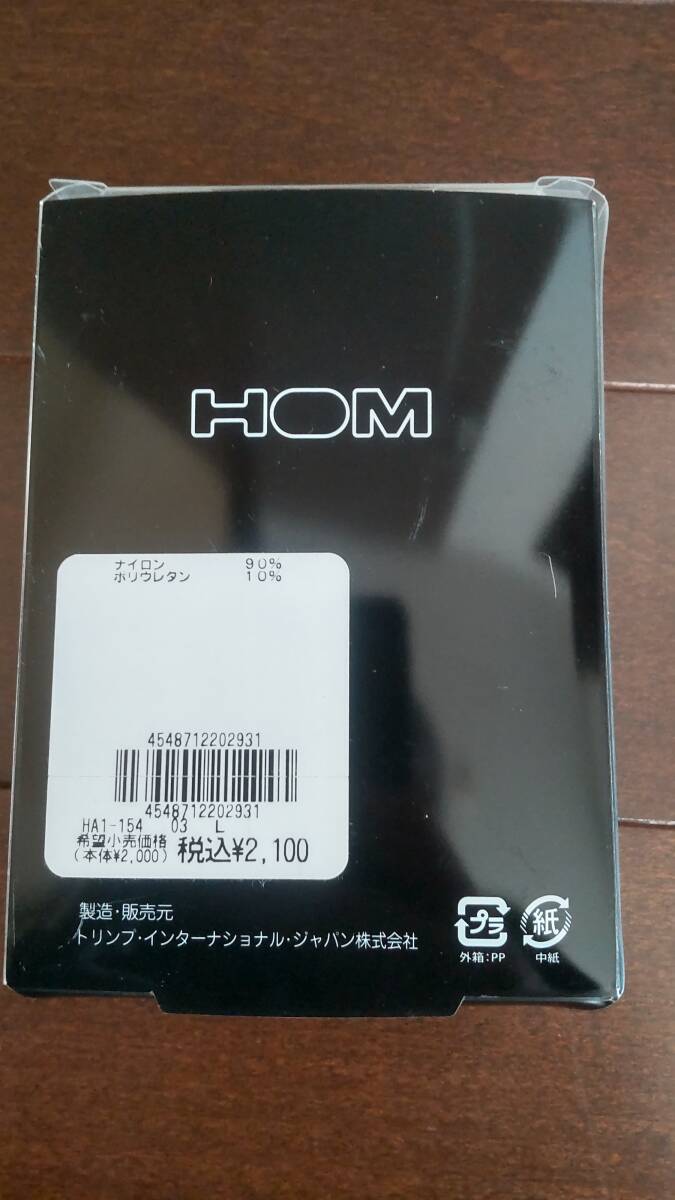 HOM
ナイロン 90%
ポリウレタン 10%
4548712202931
4548712202931
HA1-154 03 L
希望小売価格
(本体¥2,000) 税込¥2,100
製造・販売元
トリンプ・インターナショナル・ジャパン株式会社
プラ 紙
外箱:PP 中紙